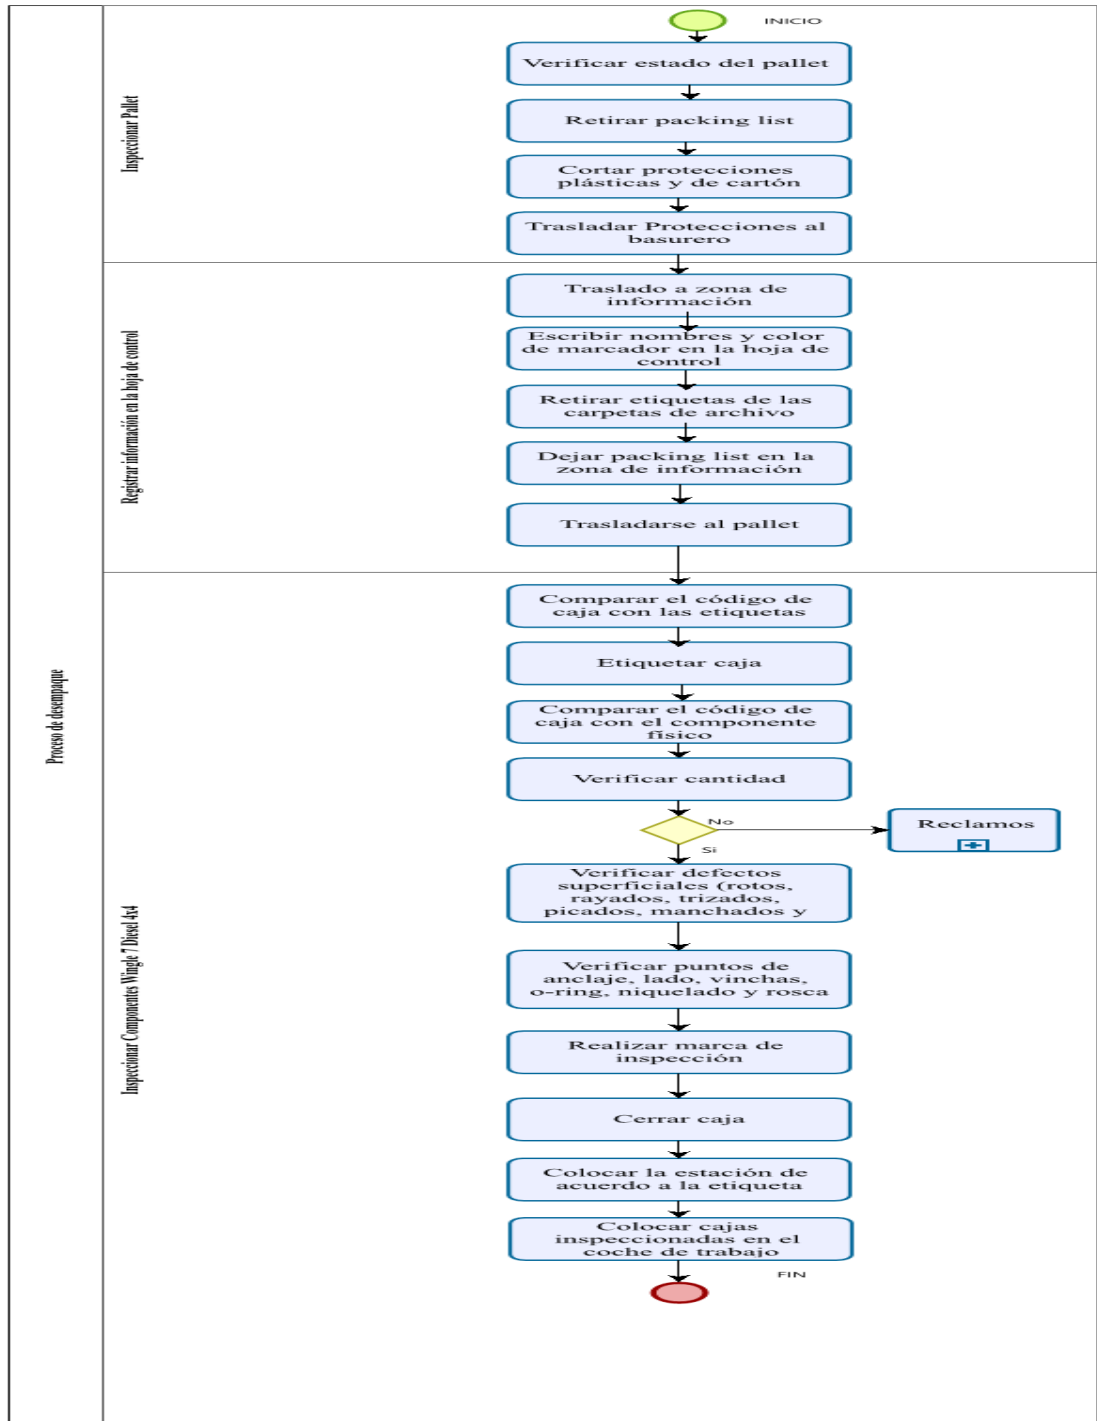 INICIO
Proceso de desempaque
Inspeccionar Pallet
Verificar estado del pallet
Retirar packing list
Cortar protecciones
plásticas y de cartón
Trasladar Protecciones al
basurero
Registrar información en la hoja de control
Traslado a zona de
información
Escribir nombres y color
de marcador en la hoja de
control
Retirar etiquetas de las
carpetas de archivo
Dejar packing list en la
zona de información
Trasladarse al pallet
Inspeccionar Componentes Wingle 7 Diesel 4x4
Comparar el código de
caja con las etiquetas
Etiquetar caja
Comparar el código de
caja con el componente
físico
Verificar cantidad
No
Reclamos
Si
Verificar defectos
superficiales (rotos,
rayados, trizados,
picados, manchados y
Verificar puntos de
anclaje, lado, vinchas,
o-ring, niquelado y rosca
Realizar marca de
inspección
Cerrar caja
Colocar la estación de
acuerdo a la etiqueta
Colocar cajas
inspeccionadas en el
coche de trabajo
FIN